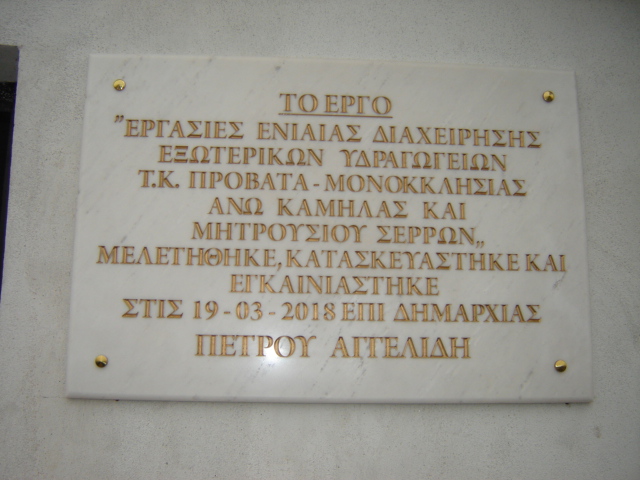 ΤΟ ΕΡΓΟ
"ΕΡΓΑΣΙΕΣ ΕΝΙΑΙΑΣ ΔΙΑΧΕΙΡΗΣΗΣ
ΕΞΩΤΕΡΙΚΩΝ ΥΔΡΑΓΩΓΕΙΩΝ
Τ.Κ. ΠΡΟΒΑΤΑ - ΜΟΝΟΚΚΛΗΣΙΑΣ
ΑΝΩ ΚΑΜΗΛΑΣ ΚΑΙ
ΜΗΤΡΟΥΣΙΟΥ ΣΕΡΡΩΝ„
ΜΕΛΕΤΗΘΗΚΕ, ΚΑΤΑΣΚΕΥΑΣΤΗΚΕ ΚΑΙ
ΕΓΚΑΙΝΙΑΣΤΗΚΕ
ΣΤΙΣ 19 - 03 - 2018 ΕΠΙ ΔΗΜΑΡΧΙΑΣ
ΠΕΤΡΟΥ ΑΓΓΕΛΙΔΗ